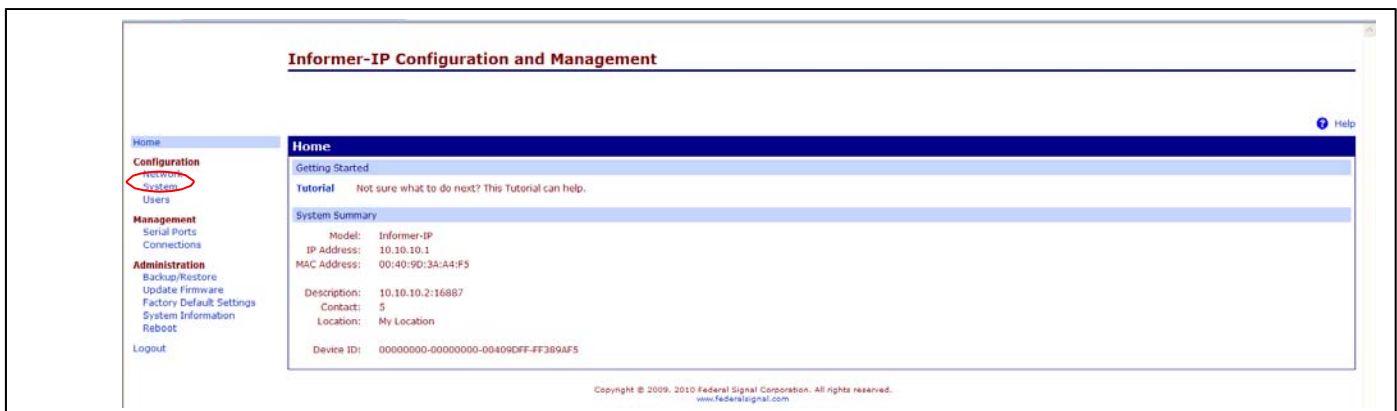 Informer-IP Configuration and Management
Help
Home
Configuration
Network
System
Users
Management
Serial Ports
Connections
Administration
Backup/Restore
Update Firmware
Factory Default Settings
System Information
Reboot
Logout
Home
Getting Started
Tutorial Not sure what to do next? This Tutorial can help.
System Summary
Model: Informer-IP
IP Address: 10.10.10.1
MAC Address: 00:40:9D:3A:A4:F5
Description: 10.10.10.2:16887
Contact: 5
Location: My Location
Device ID: 00000000-00000000-00409DFF-FF389AF5
Copyright © 2009, 2010 Federal Signal Corporation. All rights reserved.
www.federalsignal.com